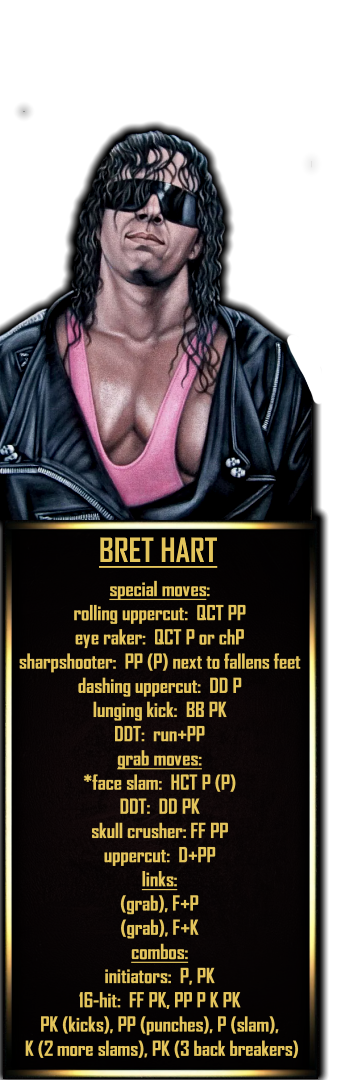 BRET HART
special moves:
rolling uppercut: QCT PP
eye raker: QCT P or chP
sharpshooter: PP (P) next to fallens feet
dashing uppercut: DD P
lunging kick: BB PK
DDT: run+PP
grab moves:
*face slam: HCT P (P)
DDT: DD PK
skull crusher: FF PP
uppercut: D+PP
links:
(grab), F+P
(grab), F+K
combos:
initiators: P, PK
16-hit: FF PK, PP P K PK
PK (kicks), PP (punches), P (slam),
K (2 more slams), PK (3 back breakers)